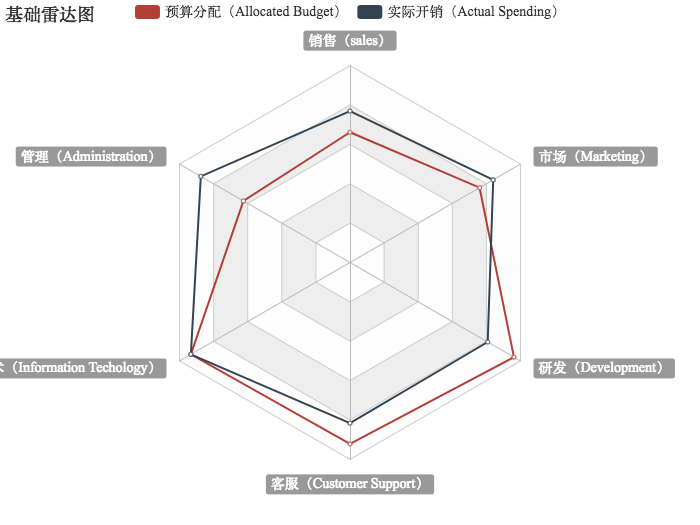 基础雷达图
预算分配（Allocated Budget）
实际开销（Actual Spending）
销售（sales）
管理（Administration）
市场（Marketing）
（Information Techology）
研发（Development）
客服（Customer Support）